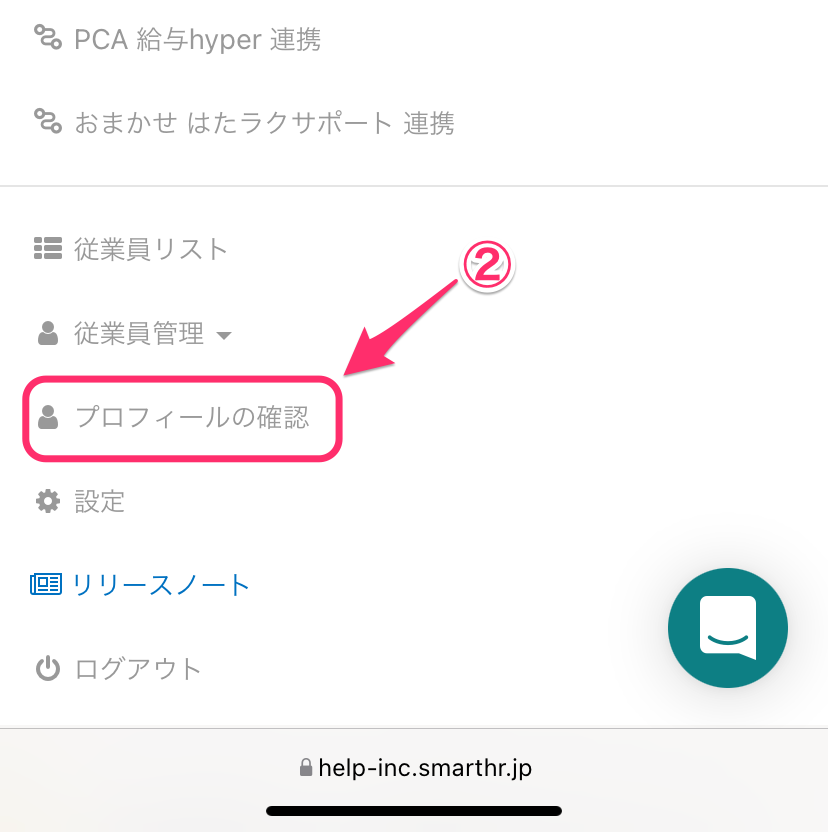 PCA 給与hyper 連携
おまかせ はたラクサポート 連携
従業員リスト
②
従業員管理
プロフィールの確認
設定
リリースノート
ログアウト
help-inc.smarthr.jp